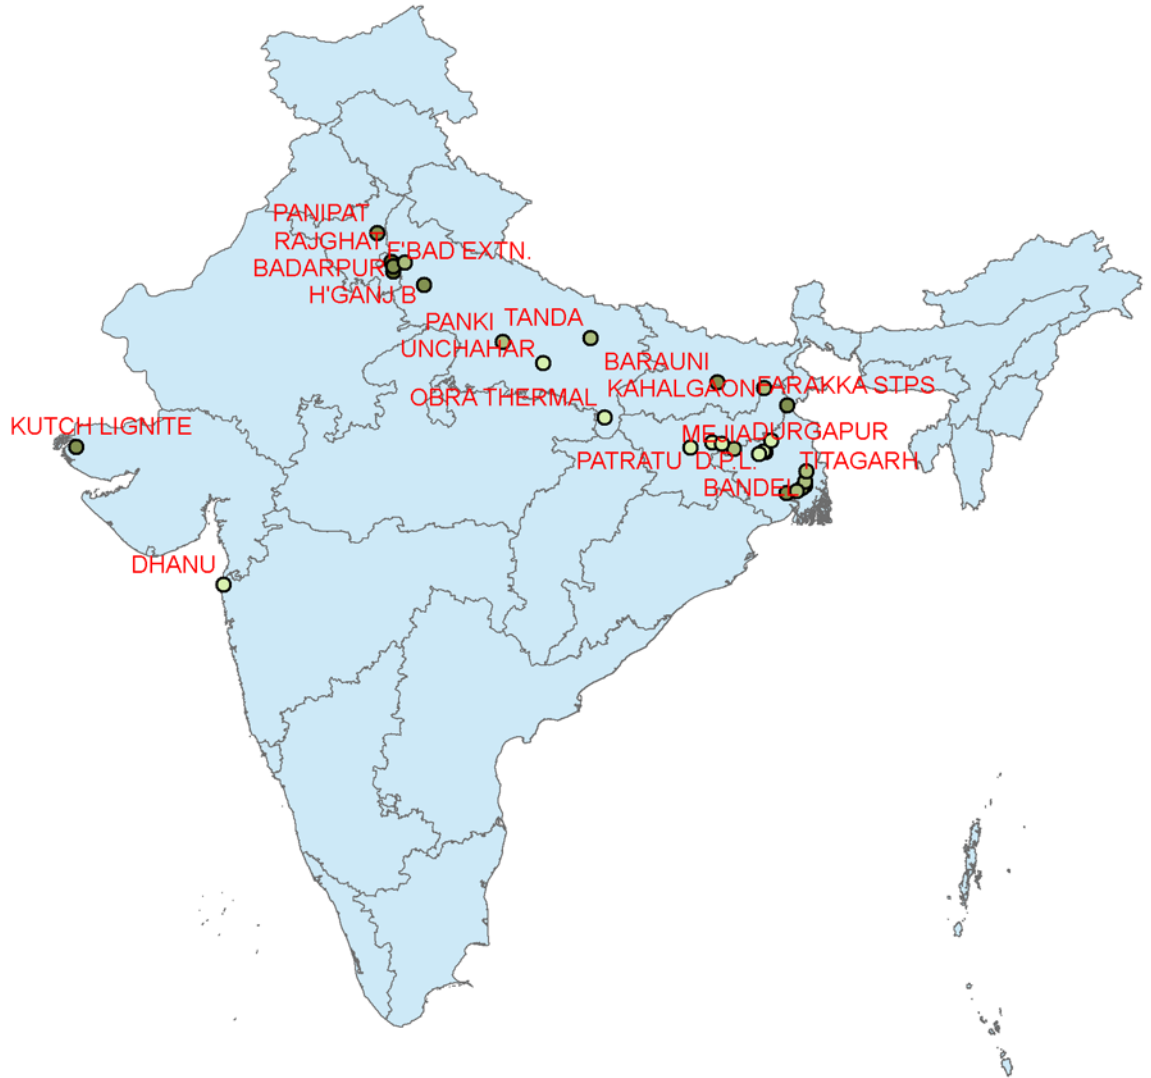 PANIPAT
RAJGHAT
F'BAD EXTN.
BADARPUR
H'GANJ B
PANKI
TANDA
UNCHAHAR
BARAUNI
KAHALGAON
FARAKKA STPS
OBRA THERMAL
KUTCH LIGNITE
MEJIA
DURGAPUR
PATRATU
D.P.L.
TITAGARH
BANDEL
DHANU